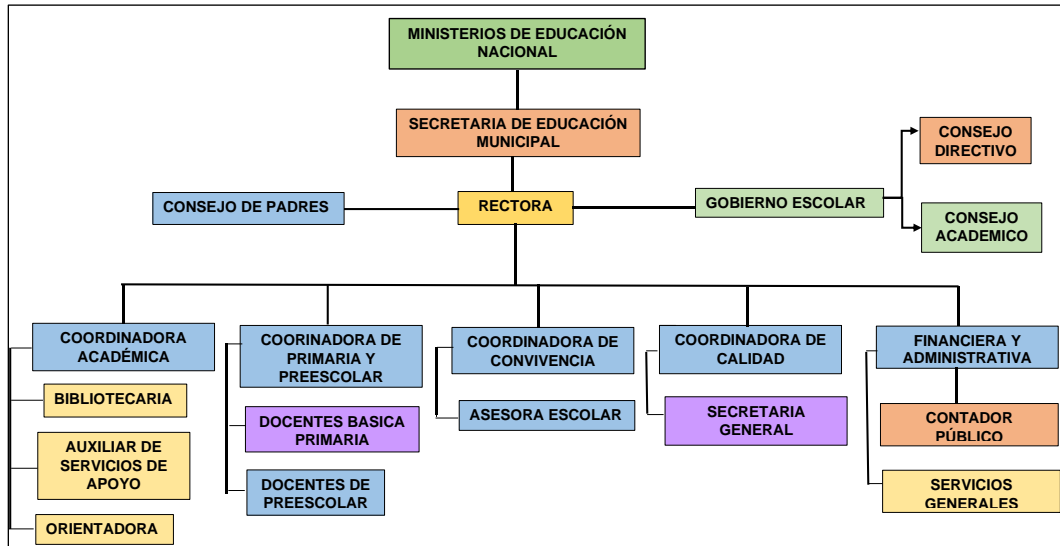 MINISTERIOS DE EDUCACIÓN
NACIONAL
SECRETARIA DE EDUCACIÓN
MUNICIPAL
CONSEJO
DIRECTIVO
CONSEJO DE PADRES
RECTORA
GOBIERNO ESCOLAR
CONSEJO
ACADEMICO
COORDINADORA
ACADÉMICA
COORINADORA DE
PRIMARIA Y
PREESCOLAR
COORDINADORA DE
CONVIVENCIA
COORDINADORA DE
CALIDAD
FINANCIERA Y
ADMINISTRATIVA
BIBLIOTECARIA
DOCENTES BASICA
PRIMARIA
ASESORA ESCOLAR
SECRETARIA
GENERAL
CONTADOR
PÚBLICO
AUXILIAR DE
SERVICIOS DE
APOYO
DOCENTES DE
PREESCOLAR
SERVICIOS
GENERALES
ORIENTADORA